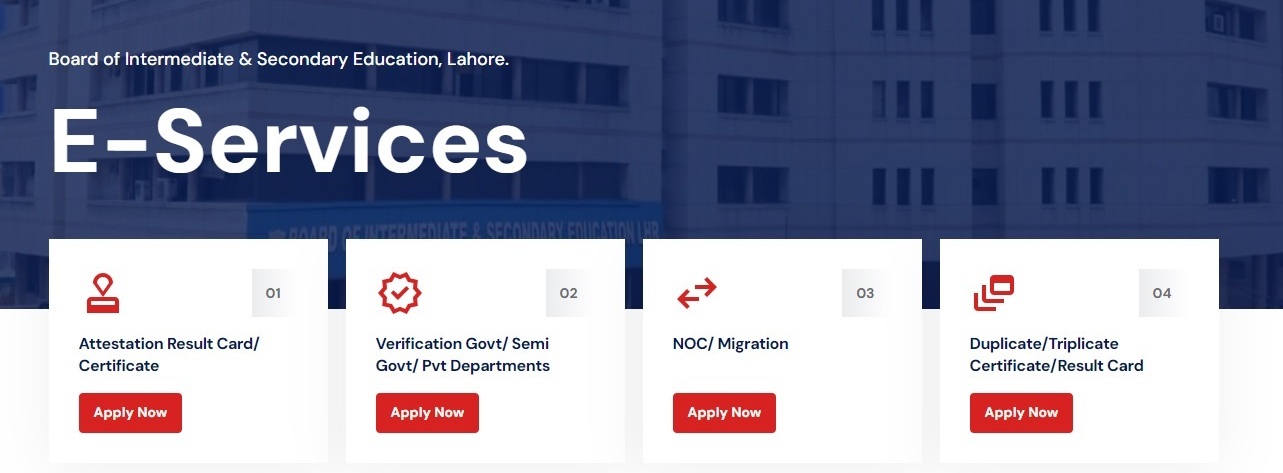 Board of Intermediate & Secondary Education, Lahore.
E-Services
BOARD OF INTERMEDIATE & SECONDARY EDUCATION LHR
01
Attestation Result Card/
Certificate
Apply Now
02
Verification Govt/ Semi
Govt/ Pvt Departments
Apply Now
03
NOC/ Migration
Apply Now
04
Duplicate/Triplicate
Certificate/Result Card
Apply Now